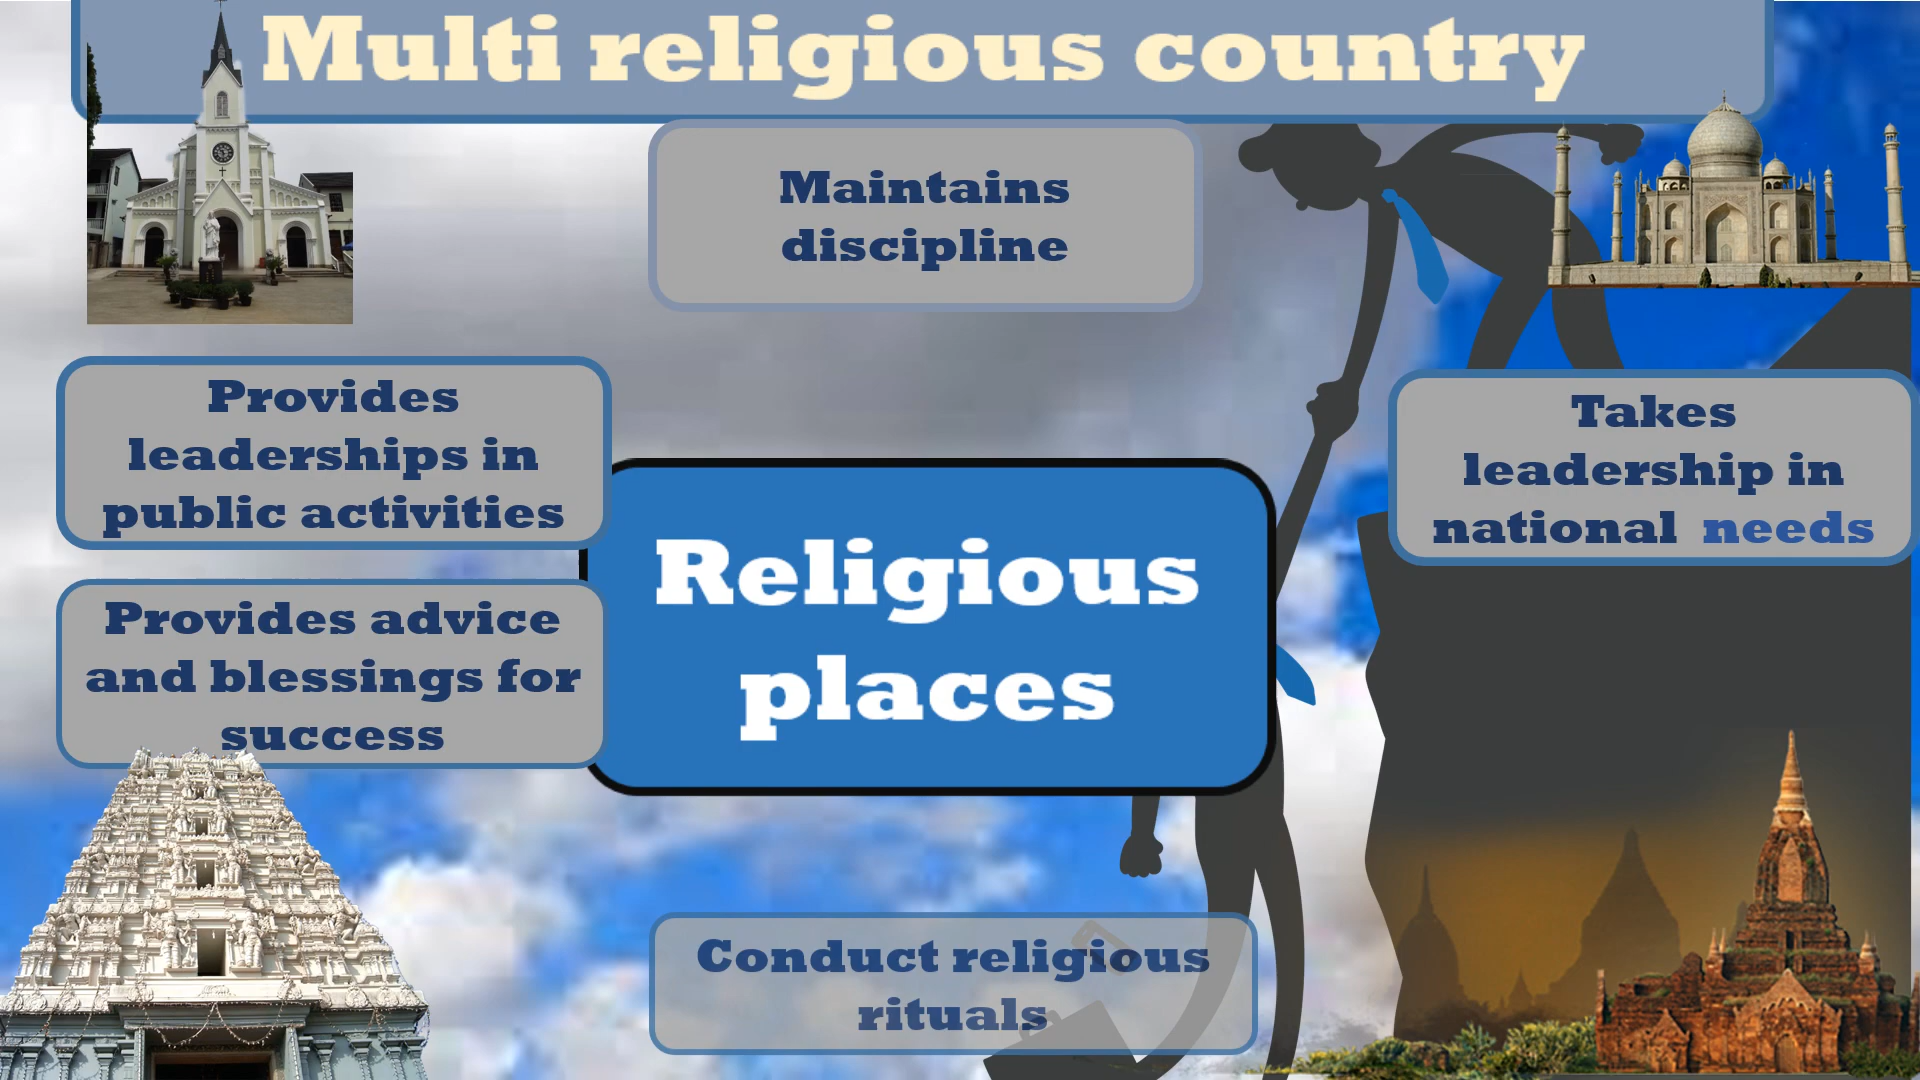 Multi religious country
Maintains
discipline
Provides
leaderships in
public activities
Takes
leadership in
national needs
Religious
places
Provides advice
and blessings for
success
Conduct religious
rituals